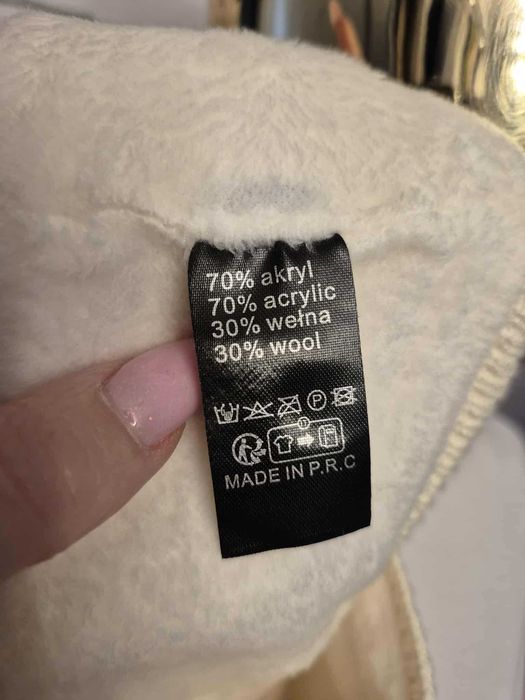 70% akryl
70% acrylic
30% wełna
30% wool
P
MADE IN P.R.C